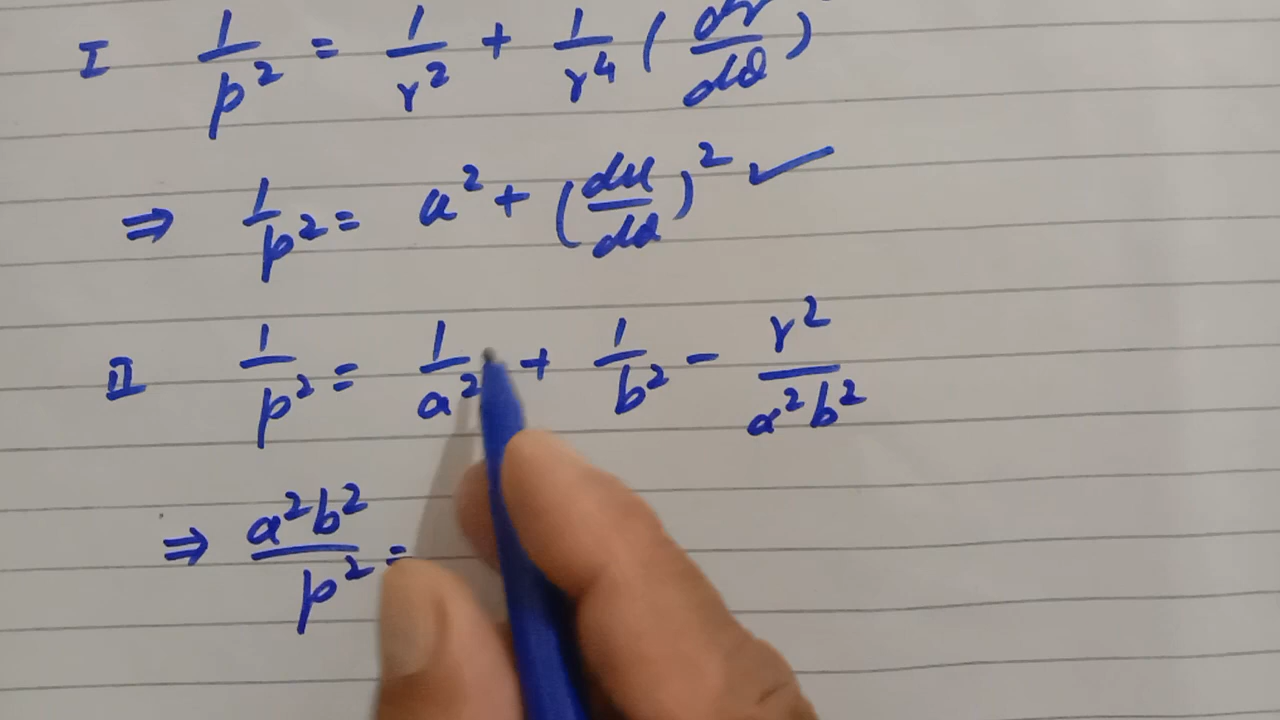 I 1/p² = 1/r² + 1/r⁴ (dr/dθ)
⇒ 1/p² = u² + (du/dθ)² ✓
II 1/p² = 1/a² + 1/b² - r²/a²b²
⇒ a²b²/p² =